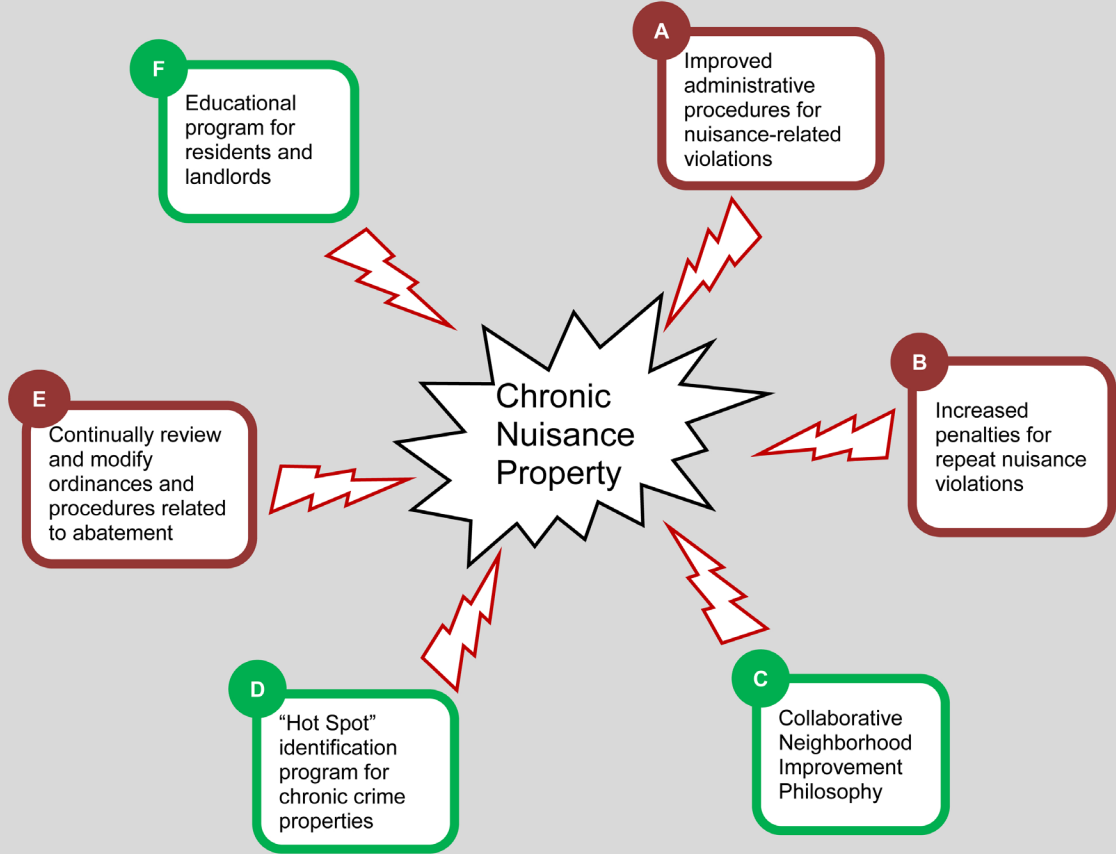 F
Educational
program for
residents and
landlords
A
Improved
administrative
procedures for
nuisance-related
violations
Chronic
Nuisance
Property
B
Increased
penalties for
repeat nuisance
violations
E
Continually review
and modify
ordinances and
procedures related
to abatement
D
“Hot Spot”
identification
program for
chronic crime
properties
C
Collaborative
Neighborhood
Improvement
Philosophy